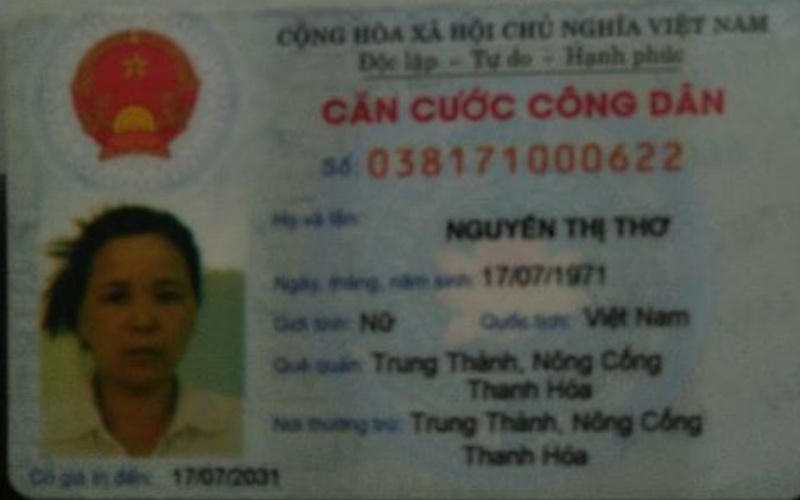 CỘNG HÒA XÃ HỘI CHỦ NGHĨA VIỆT NAM
Độc lập - Tự do - Hạnh phúc
CĂN CƯỚC CÔNG DÂN
Số: 038171000622
Họ và tên:
NGUYỄN THỊ THƠ
Ngày, tháng, năm sinh: 17/07/1971
Giới tính: Nữ Quốc tịch: Việt Nam
Quê quán: Trung Thành, Nông Cống
Thanh Hóa
Nơi thường trú: Trung Thành, Nông Cống
Thanh Hóa
Có giá trị đến: 17/07/2031